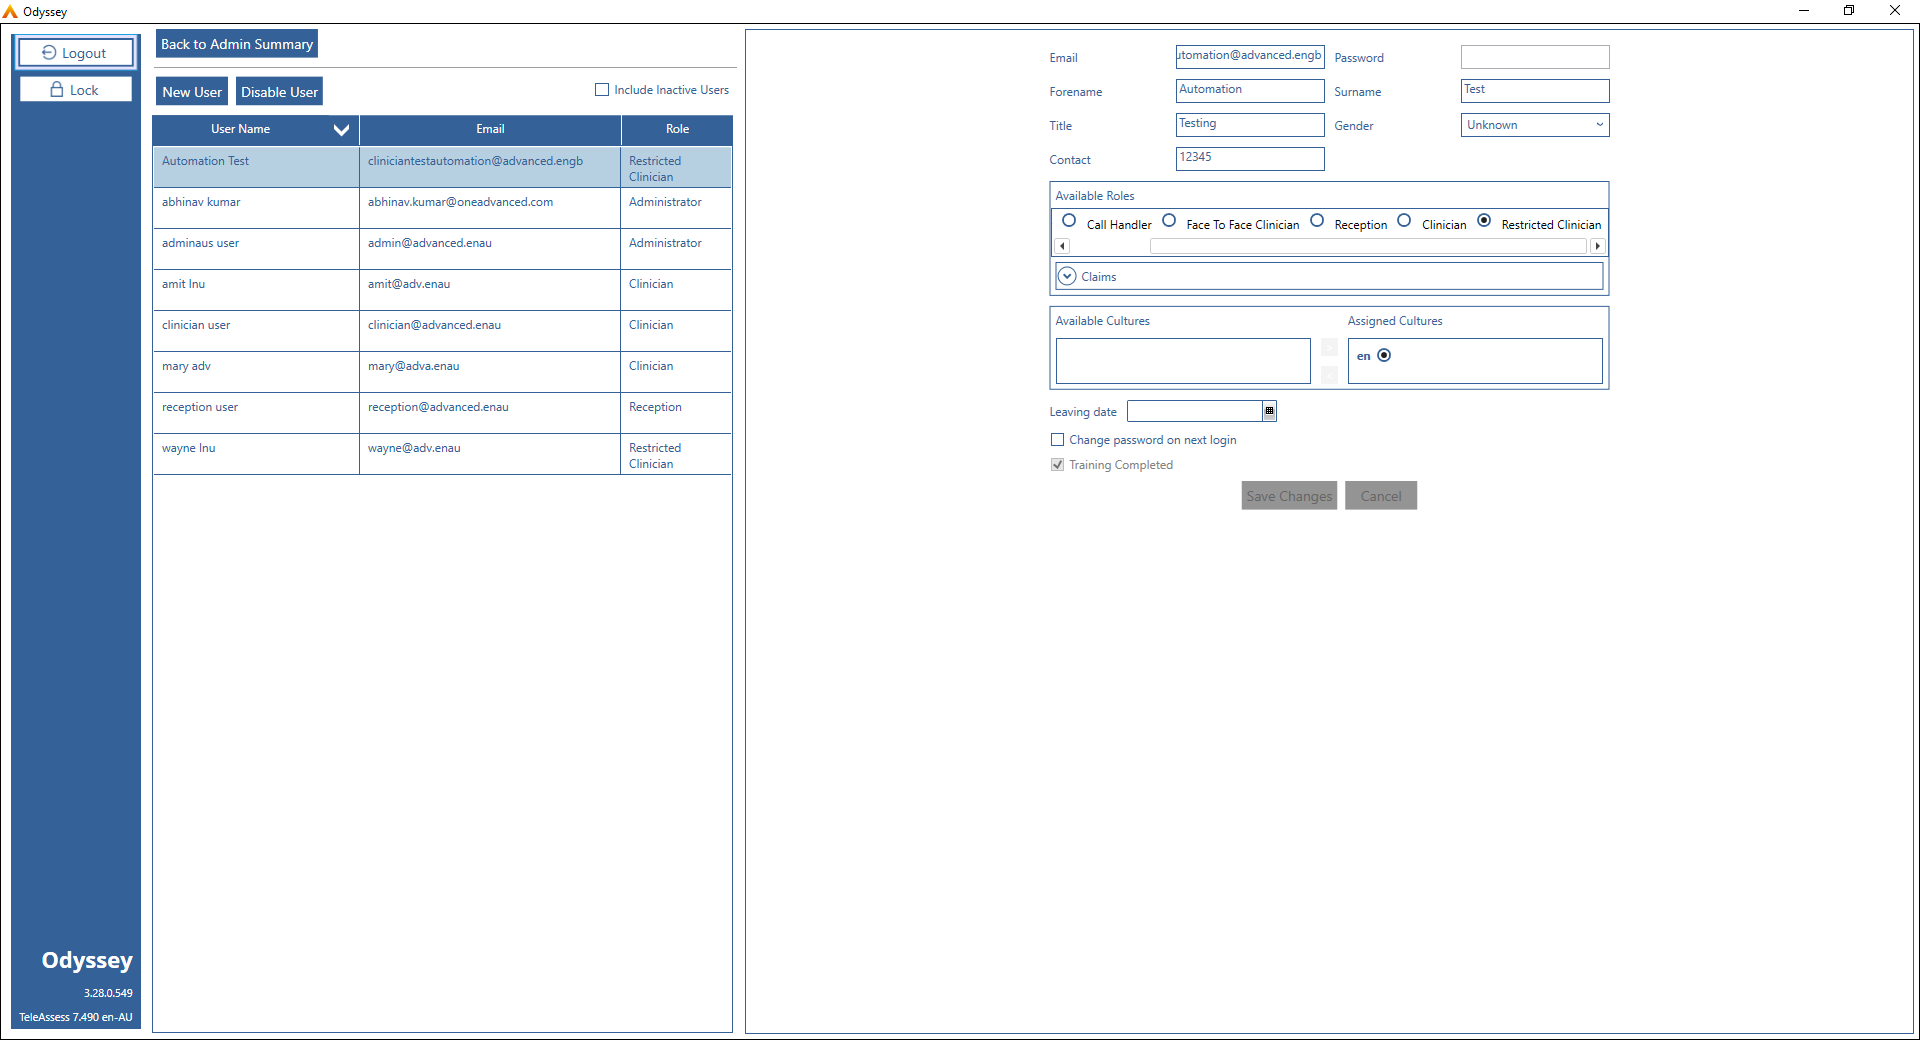 Odyssey
Logout
Lock
Back to Admin Summary
New User
Disable User
Include Inactive Users
User Name Email Role
Automation Test cliniciantestautomation@advanced.engb Restricted
Clinician
abhinav kumar abhinav.kumar@oneadvanced.com Administrator
adminaus user admin@advanced.enau Administrator
amit lnu amit@adv.enau Clinician
clinician user clinician@advanced.enau Clinician
mary adv mary@adva.enau Clinician
reception user reception@advanced.enau Reception
wayne lnu wayne@adv.enau Restricted
Clinician
Odyssey
3.28.0.549
TeleAssess 7.490 en-AU
Email utomation@advanced.engb Password
Forename Automation Surname Test
Title Testing Gender Unknown
Contact 12345
Available Roles
Call Handler Face To Face Clinician Reception Clinician Restricted Clinician
Claims
Available Cultures Assigned Cultures
en
Leaving date
Change password on next login
Training Completed
Save Changes Cancel